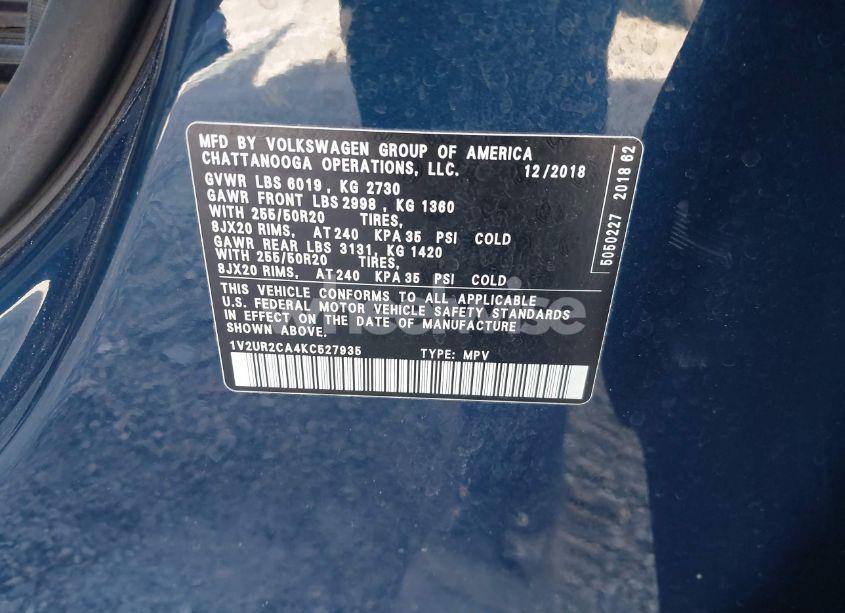 MFD BY VOLKSWAGEN GROUP OF AMERICA
CHATTANOOGA OPERATIONS, LLC. 12/2018
GVWR LBS 6019 , KG 2730
GAWR FRONT LBS 2998 , KG 1360
WITH 255/50R20 TIRES,
8JX20 RIMS, AT 240 KPA 35 PSI COLD
GAWR REAR LBS 3131, KG 1420
WITH 255/50R20 TIRES,
8JX20 RIMS, AT 240 KPA 35 PSI COLD
THIS VEHICLE CONFORMS TO ALL APPLICABLE
U.S. FEDERAL MOTOR VEHICLE SAFETY STANDARDS
IN EFFECT ON THE DATE OF MANUFACTURE
SHOWN ABOVE.
1V2UR2CA4KC527935 TYPE: MPV
5050227 2018 62